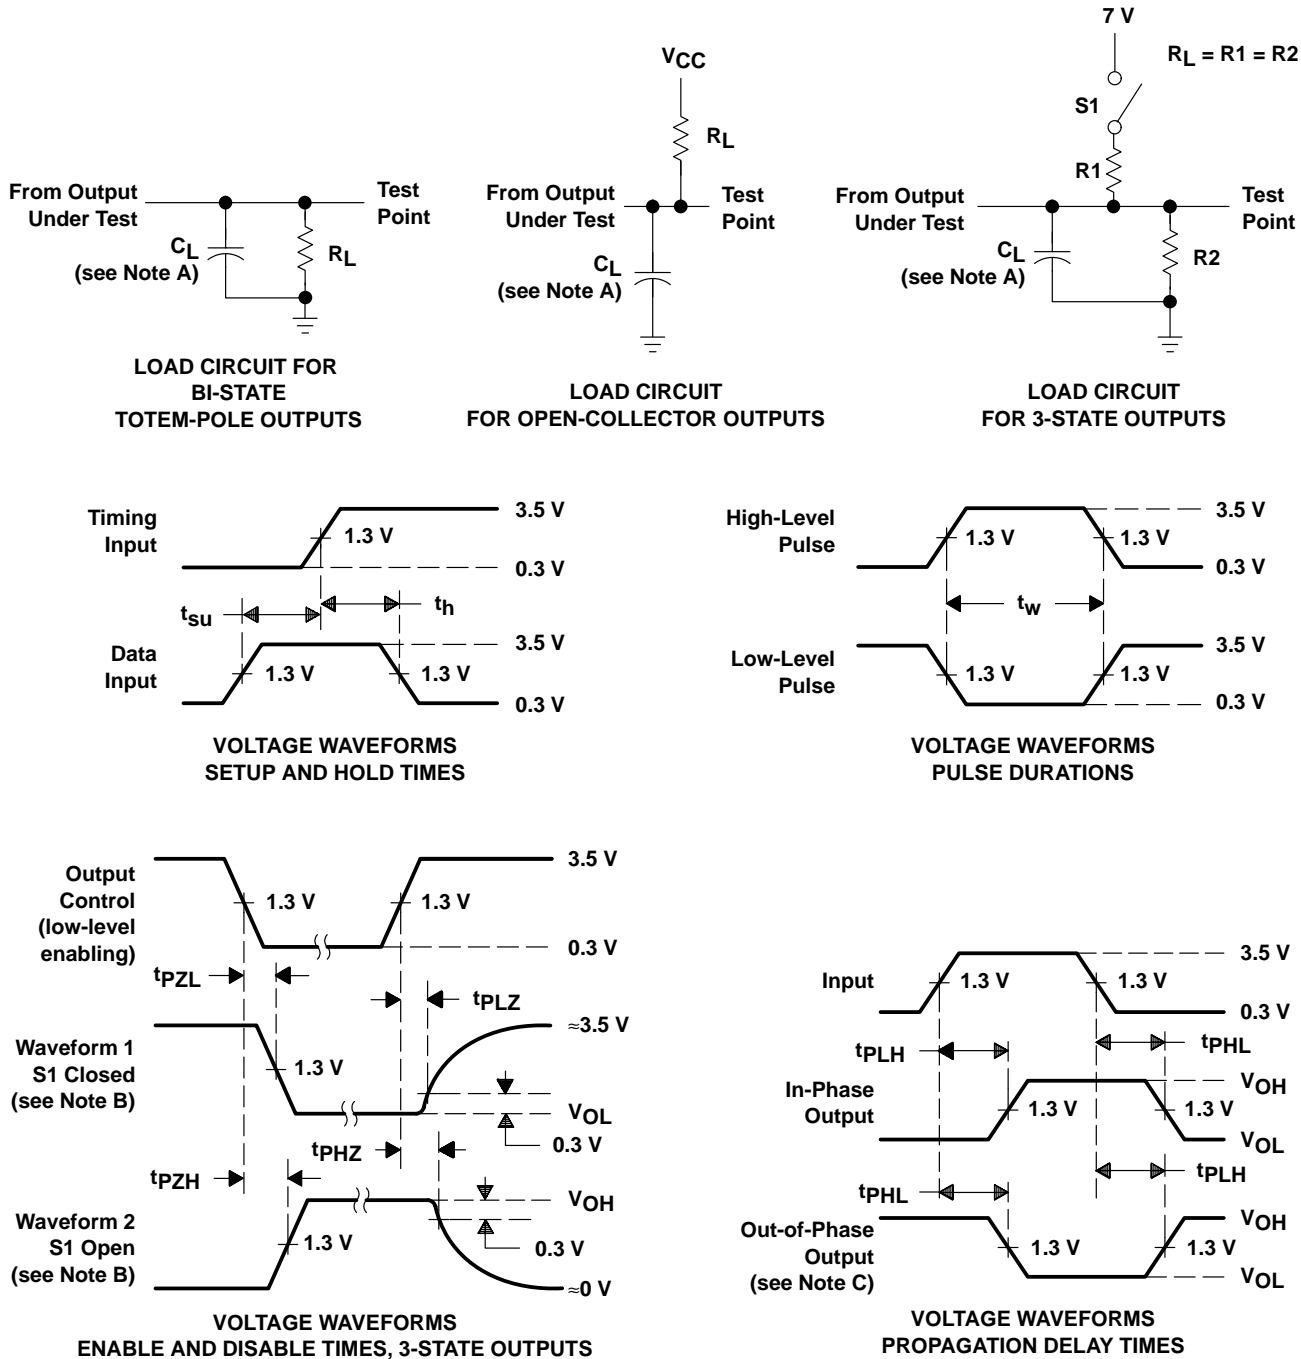 7 V
RL = R1 = R2
VCC
S1
RL
R1
From Output
Under Test
Test
Point
CL
(see Note A)
RL
From Output
Under Test
Test
Point
CL
(see Note A)
From Output
Under Test
Test
Point
CL
(see Note A)
R2
LOAD CIRCUIT FOR
BI-STATE
TOTEM-POLE OUTPUTS
LOAD CIRCUIT
FOR OPEN-COLLECTOR OUTPUTS
LOAD CIRCUIT
FOR 3-STATE OUTPUTS
Timing
Input
3.5 V
1.3 V
0.3 V
tsu
th
Data
Input
3.5 V
1.3 V
1.3 V
0.3 V
VOLTAGE WAVEFORMS
SETUP AND HOLD TIMES
High-Level
Pulse
3.5 V
1.3 V
1.3 V
0.3 V
tw
Low-Level
Pulse
3.5 V
1.3 V
1.3 V
0.3 V
VOLTAGE WAVEFORMS
PULSE DURATIONS
Output
Control
(low-level
enabling)
3.5 V
1.3 V
1.3 V
0.3 V
tPZL
tPLZ
Waveform 1
S1 Closed
(see Note B)
≈3.5 V
1.3 V
VOL
0.3 V
tPHZ
tPZH
Waveform 2
S1 Open
(see Note B)
VOH
1.3 V
0.3 V
≈0 V
VOLTAGE WAVEFORMS
ENABLE AND DISABLE TIMES, 3-STATE OUTPUTS
Input
3.5 V
1.3 V
1.3 V
0.3 V
tPLH
tPHL
In-Phase
Output
VOH
1.3 V
1.3 V
VOL
tPHL
tPLH
Out-of-Phase
Output
(see Note C)
VOH
1.3 V
1.3 V
VOL
VOLTAGE WAVEFORMS
PROPAGATION DELAY TIMES